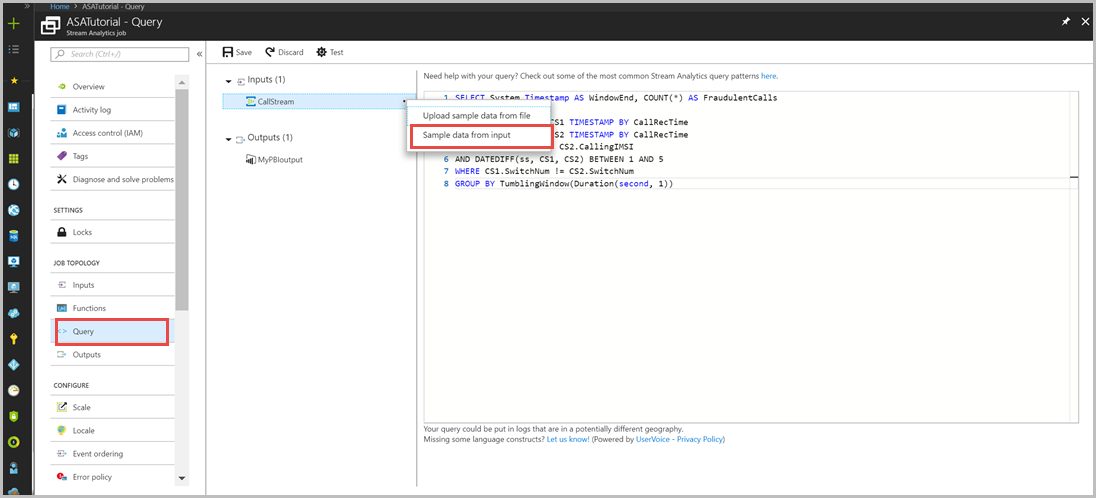 Home > ASATutorial - Query
ASATutorial - Query
Stream Analytics job
Search (Ctrl+/)
Overview
Activity log
Access control (IAM)
Tags
Diagnose and solve problems
SETTINGS
Locks
JOB TOPOLOGY
Inputs
Functions
Query
Outputs
CONFIGURE
Scale
Locale
Event ordering
Error policy
Save Discard Test
Inputs (1)
CallStream
Outputs (1)
MyPBIoutput
Upload sample data from file
Sample data from input
Need help with your query? Check out some of the most common Stream Analytics query patterns here.
1 SELECT System.Timestamp AS WindowEnd, COUNT(*) AS FraudulentCalls
CS1 TIMESTAMP BY CallRecTime
CS2 TIMESTAMP BY CallRecTime
CS2.CallingIMSI
6 AND DATEDIFF(ss, CS1, CS2) BETWEEN 1 AND 5
7 WHERE CS1.SwitchNum != CS2.SwitchNum
8 GROUP BY TumblingWindow(Duration(second, 1))
Your query could be put in logs that are in a potentially different geography.
Missing some language constructs? Let us know! (Powered by UserVoice - Privacy Policy)